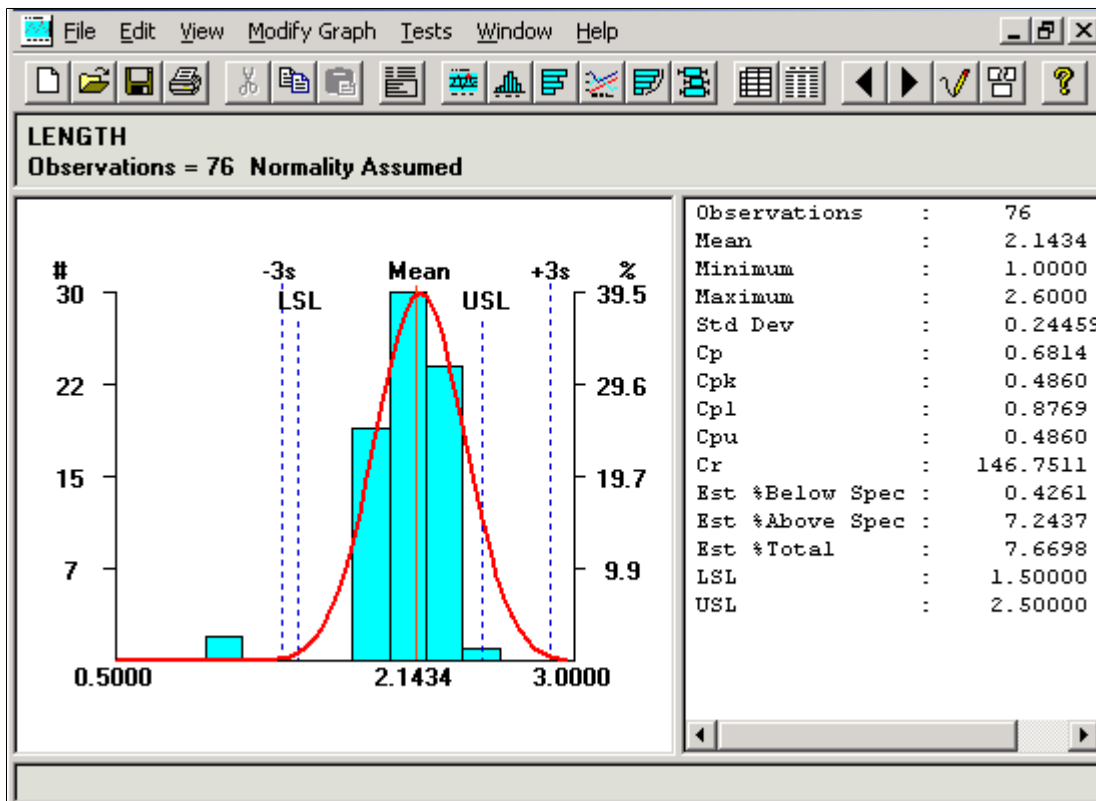 File Edit View Modify Graph Tests Window Help
LENGTH
Observations = 76 Normality Assumed
# -3s Mean +3s %
30 LSL USL 39.5
22 29.6
15 19.7
7 9.9
0.5000 2.1434 3.0000
Observations : 76
Mean : 2.1434
Minimum : 1.0000
Maximum : 2.6000
Std Dev : 0.24459
Cp : 0.6814
Cpk : 0.4860
Cpl : 0.8769
Cpu : 0.4860
Cr : 146.7511
Est %Below Spec : 0.4261
Est %Above Spec : 7.2437
Est %Total : 7.6698
LSL : 1.50000
USL : 2.50000